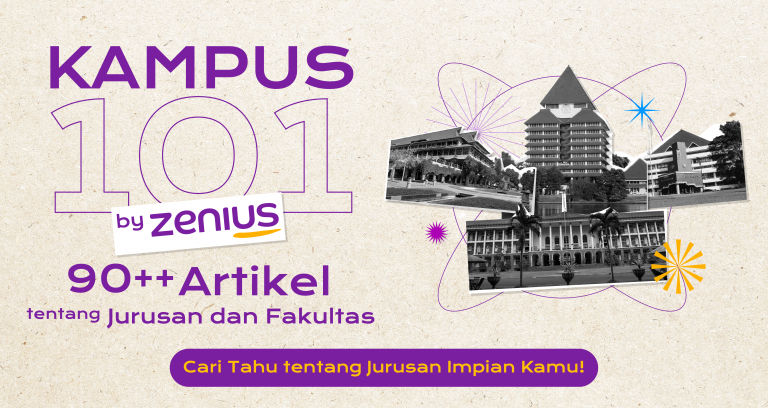 KAMPUS
101
by zenius
90++ Artikel
tentang Jurusan dan Fakultas
Cari Tahu tentang Jurusan Impian Kamu!